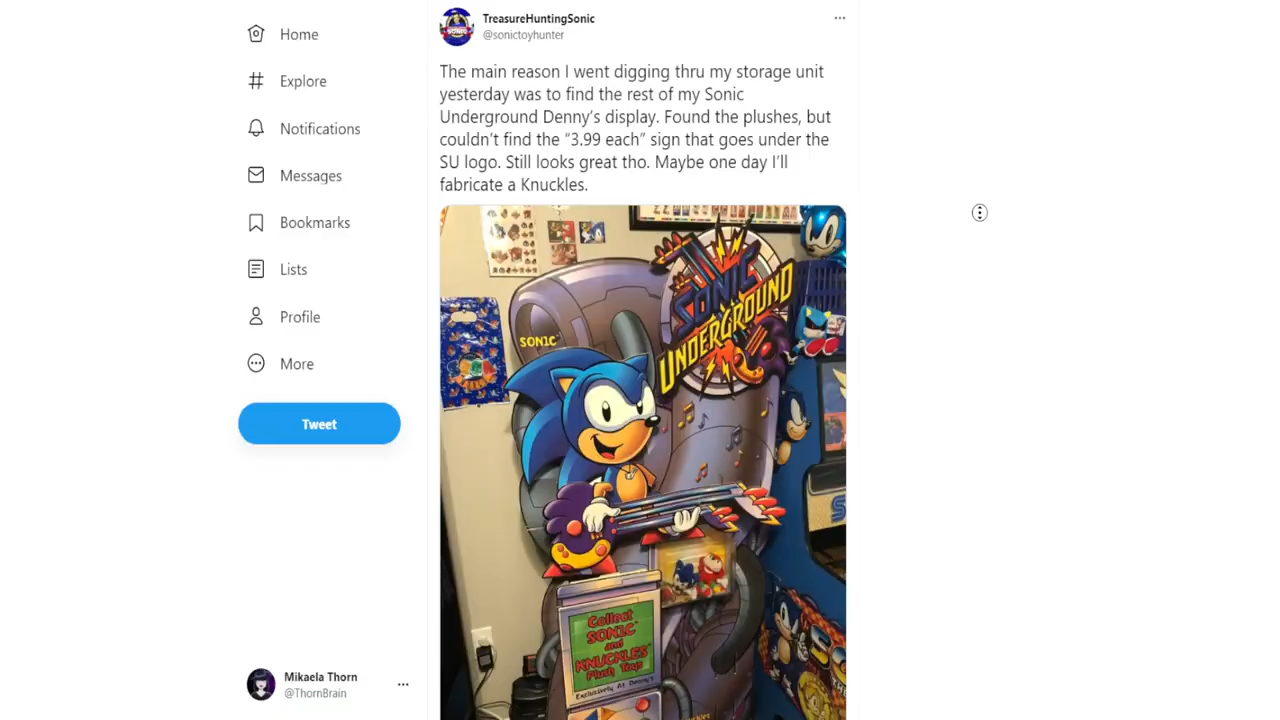 Home
Explore
Notifications
Messages
Bookmarks
Lists
Profile
More
Tweet
Mikaela Thorn
@ThornBrain
TreasureHuntingSonic
@sonictoyhunter
The main reason I went digging thru my storage unit
yesterday was to find the rest of my Sonic
Underground Denny's display. Found the plushes, but
couldn't find the “3.99 each” sign that goes under the
SU logo. Still looks great tho. Maybe one day I'll
fabricate a Knuckles.
SONIC
UNDERGROUND
SONIC
Collect
SONIC™
and
KNUCKLES™
Plush Toys
Exclusively At Denny's